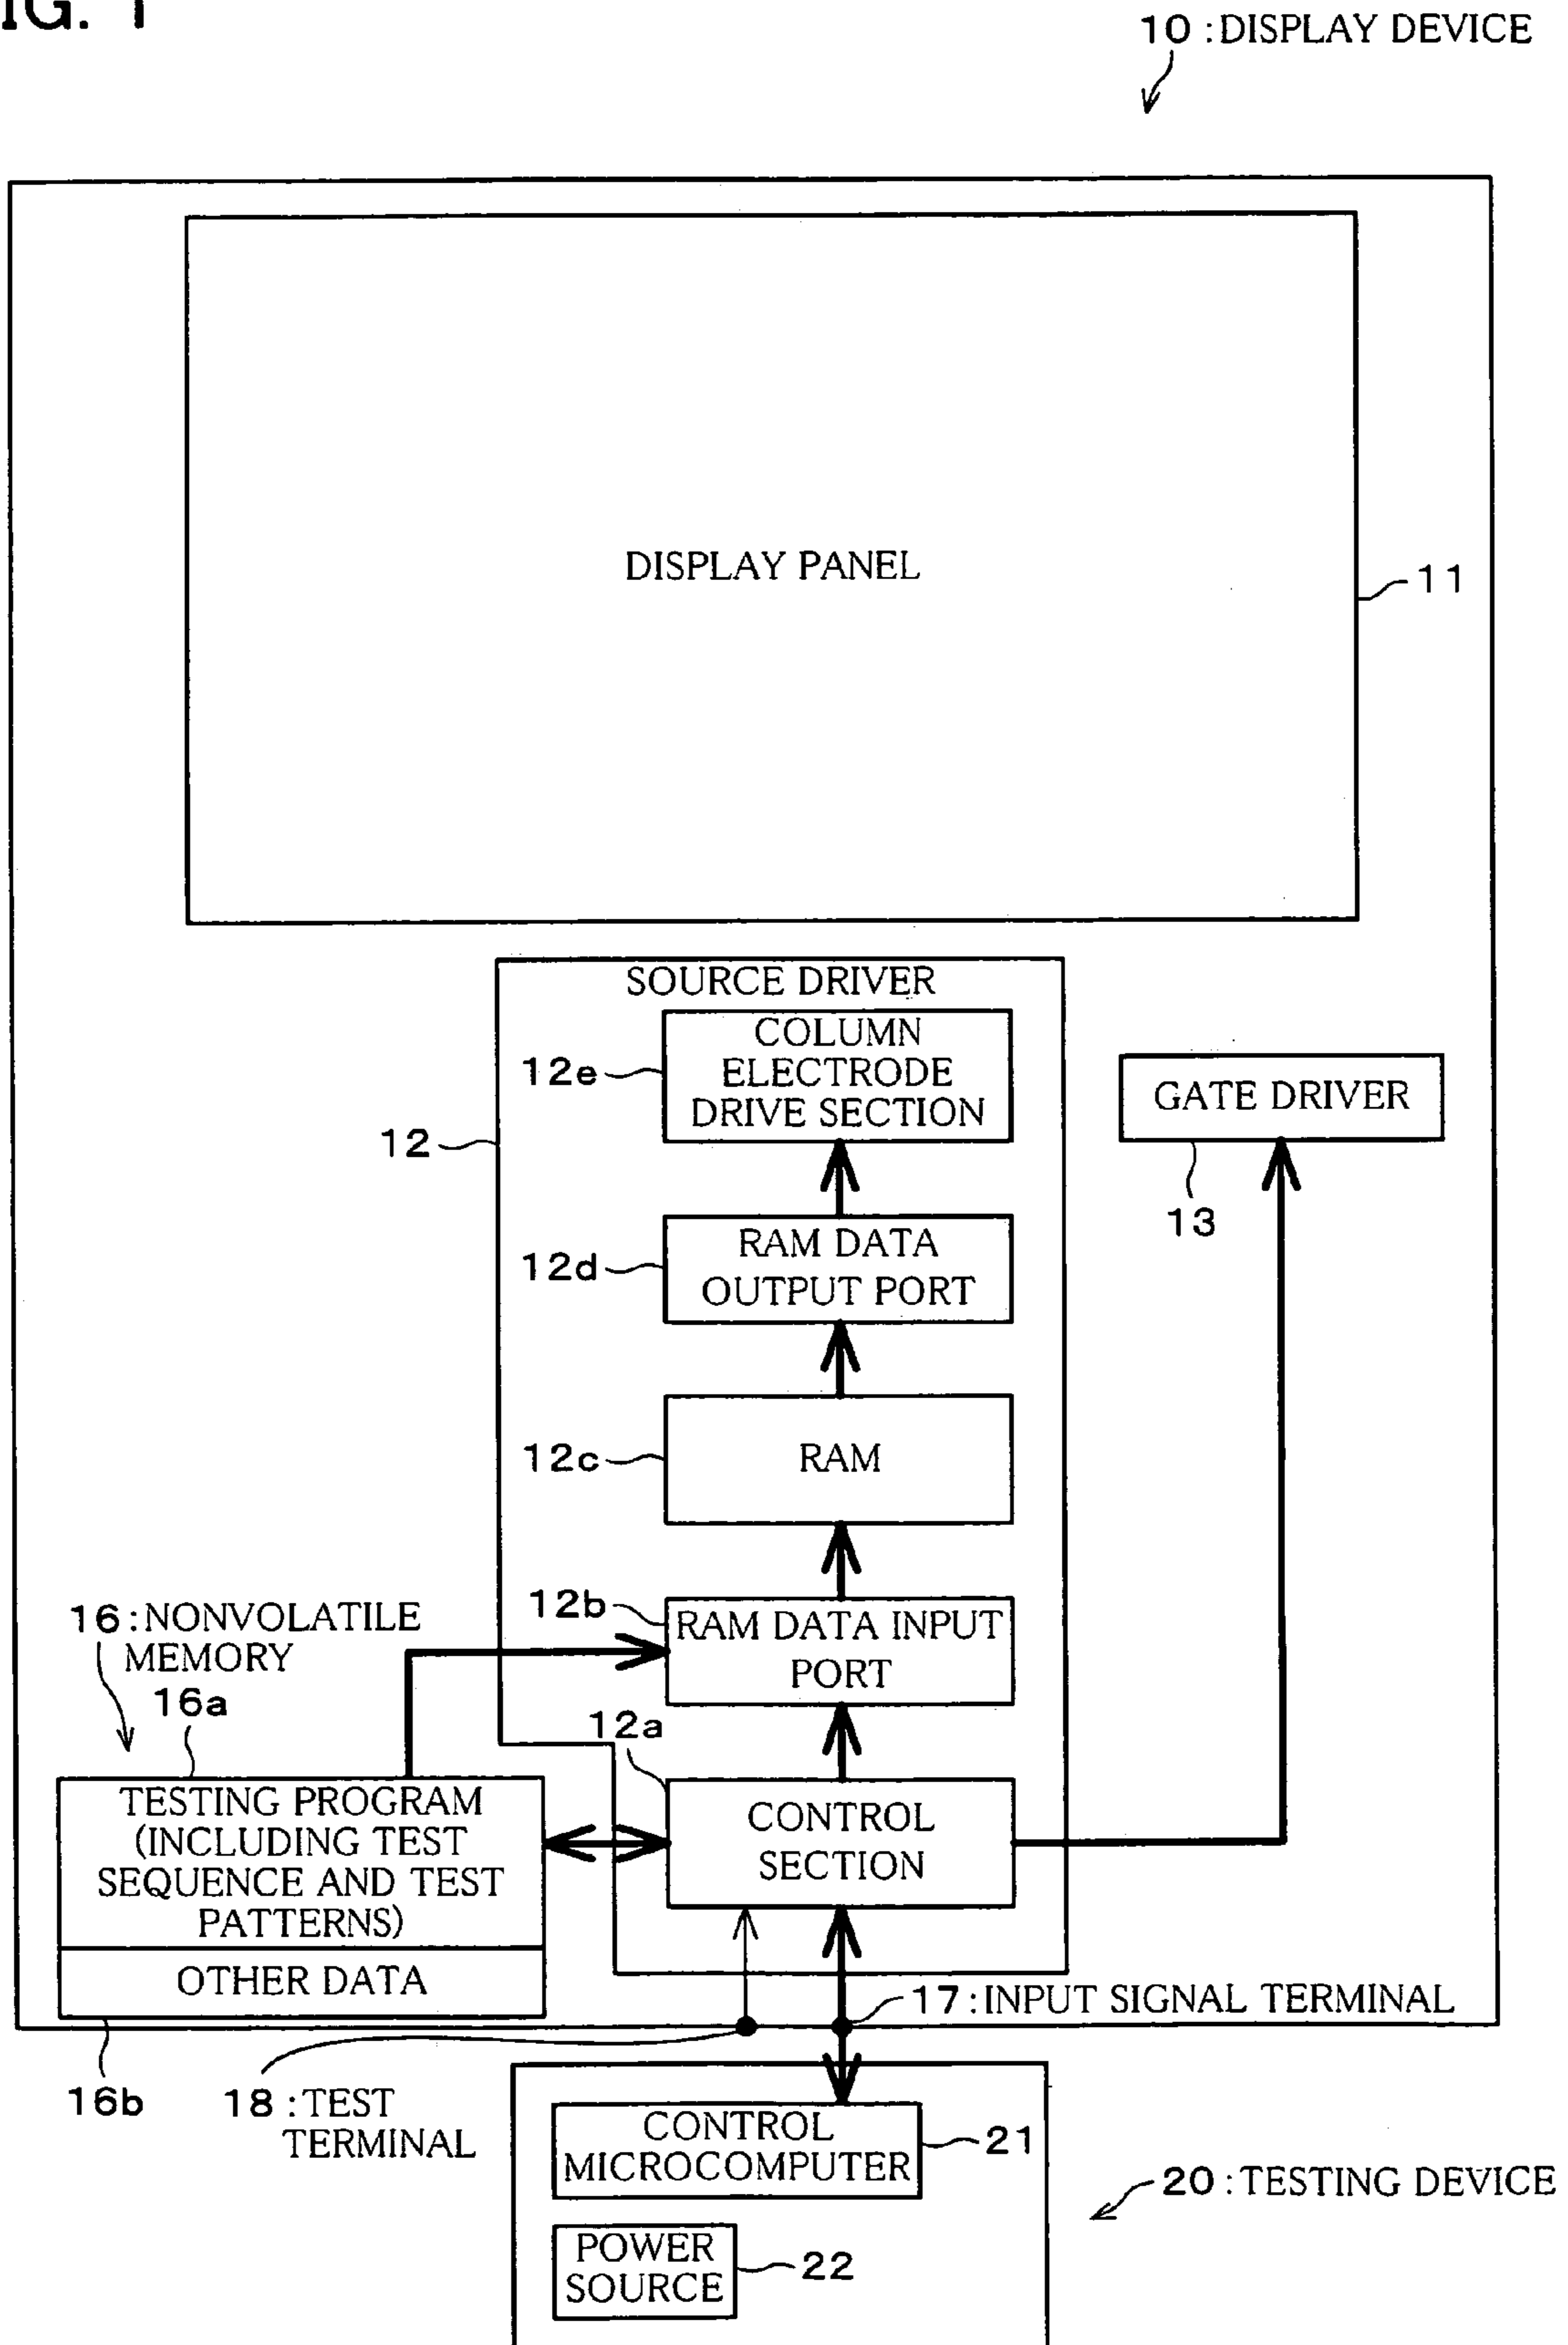 FIG. 1
10 : DISPLAY DEVICE
DISPLAY PANEL
11
SOURCE DRIVER
COLUMN
ELECTRODE
DRIVE SECTION
12e
GATE DRIVER
12
13
RAM DATA
OUTPUT PORT
12d
12c
RAM
12b
RAM DATA INPUT
PORT
16 : NONVOLATILE
MEMORY
16a
12a
TESTING PROGRAM
(INCLUDING TEST
SEQUENCE AND TEST
PATTERNS)
CONTROL
SECTION
OTHER DATA
17 : INPUT SIGNAL TERMINAL
16b
18 : TEST
TERMINAL
CONTROL
MICROCOMPUTER
21
20 : TESTING DEVICE
POWER
SOURCE
22